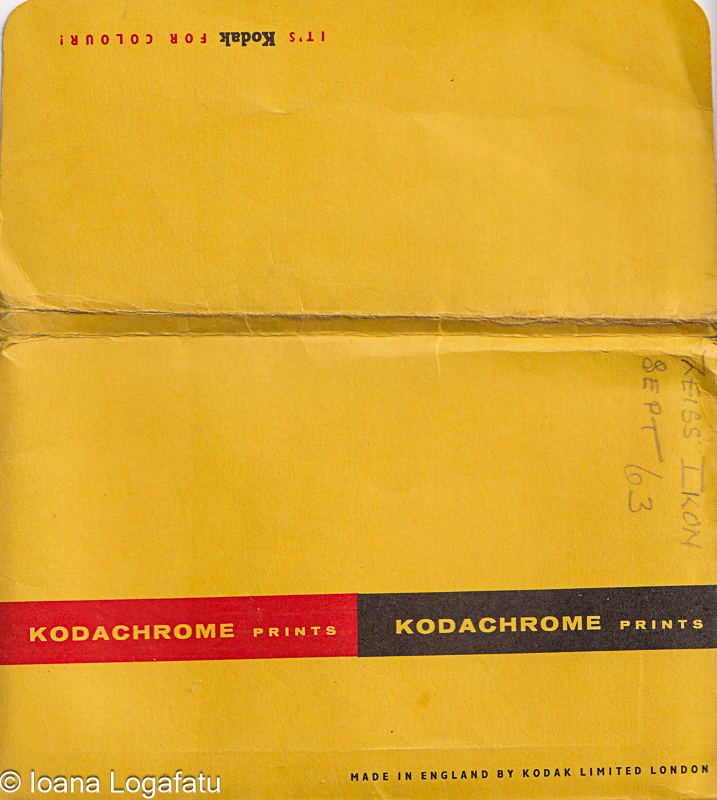 IT'S Kodak FOR COLOUR!
ZEISS IKON
SEPT /63
KODACHROME PRINTS
KODACHROME PRINTS
MADE IN ENGLAND BY KODAK LIMITED LONDON
© Ioana Logafatu